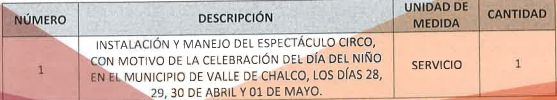 NÚMERO DESCRIPCIÓN UNIDAD DE MEDIDA CANTIDAD
1
INSTALACIÓN Y MANEJO DEL ESPECTÁCULO CIRCO,
CON MOTIVO DE LA CELEBRACIÓN DEL DÍA DEL NIÑO
EN EL MUNICIPIO DE VALLE DE CHALCO, LOS DÍAS 28,
29, 30 DE ABRIL Y 01 DE MAYO.
SERVICIO
1